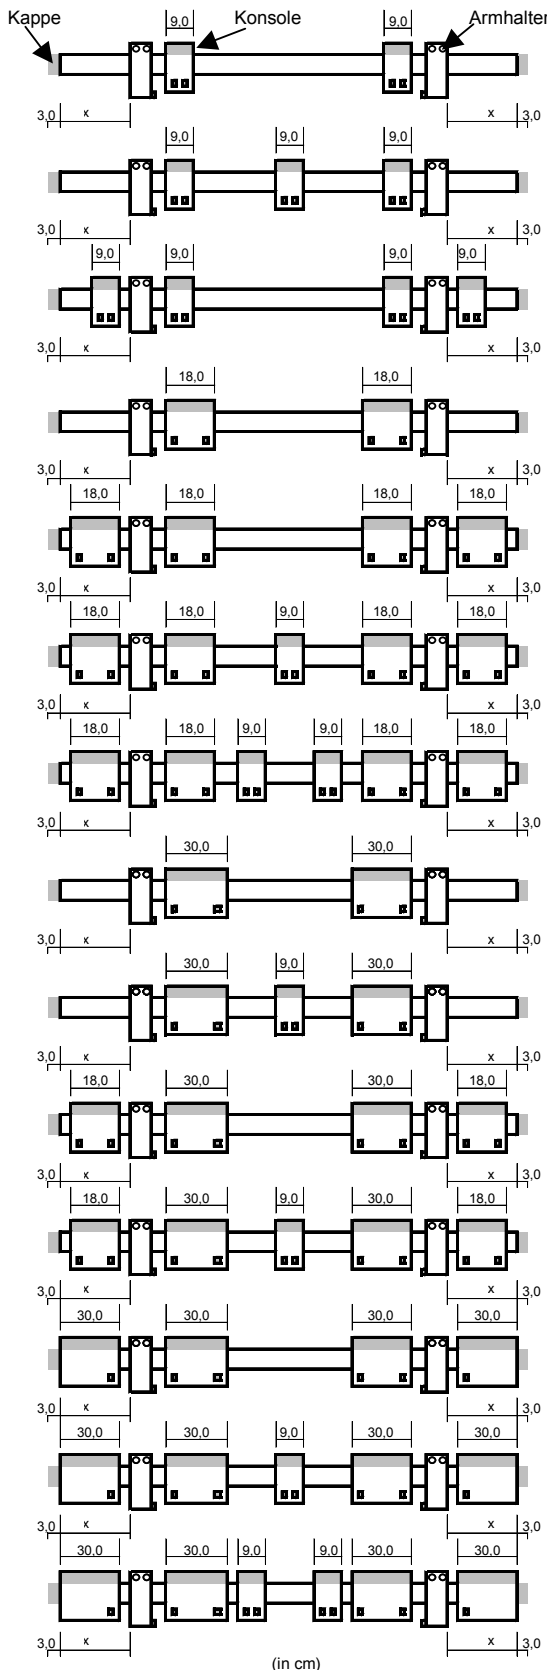 Kappe 9,0 Konsole 9,0 Armhalter
3,0 x x 3,0
9,0 9,0 9,0
3,0 x x 3,0
9,0 9,0 9,0 9,0
3,0 x x 3,0
18,0 18,0
3,0 x x 3,0
18,0 18,0 18,0 18,0
3,0 x x 3,0
18,0 18,0 9,0 18,0 18,0
3,0 x x 3,0
18,0 18,0 9,0 9,0 18,0 18,0
3,0 x x 3,0
30,0 30,0
3,0 x x 3,0
30,0 9,0 30,0
3,0 x x 3,0
18,0 30,0 30,0 18,0
3,0 x x 3,0
18,0 30,0 9,0 30,0 18,0
3,0 x x 3,0
30,0 30,0 30,0 30,0
3,0 x x 3,0
30,0 30,0 9,0 30,0 30,0
3,0 x x 3,0
30,0 30,0 9,0 9,0 30,0 30,0
3,0 x x 3,0
(in cm)